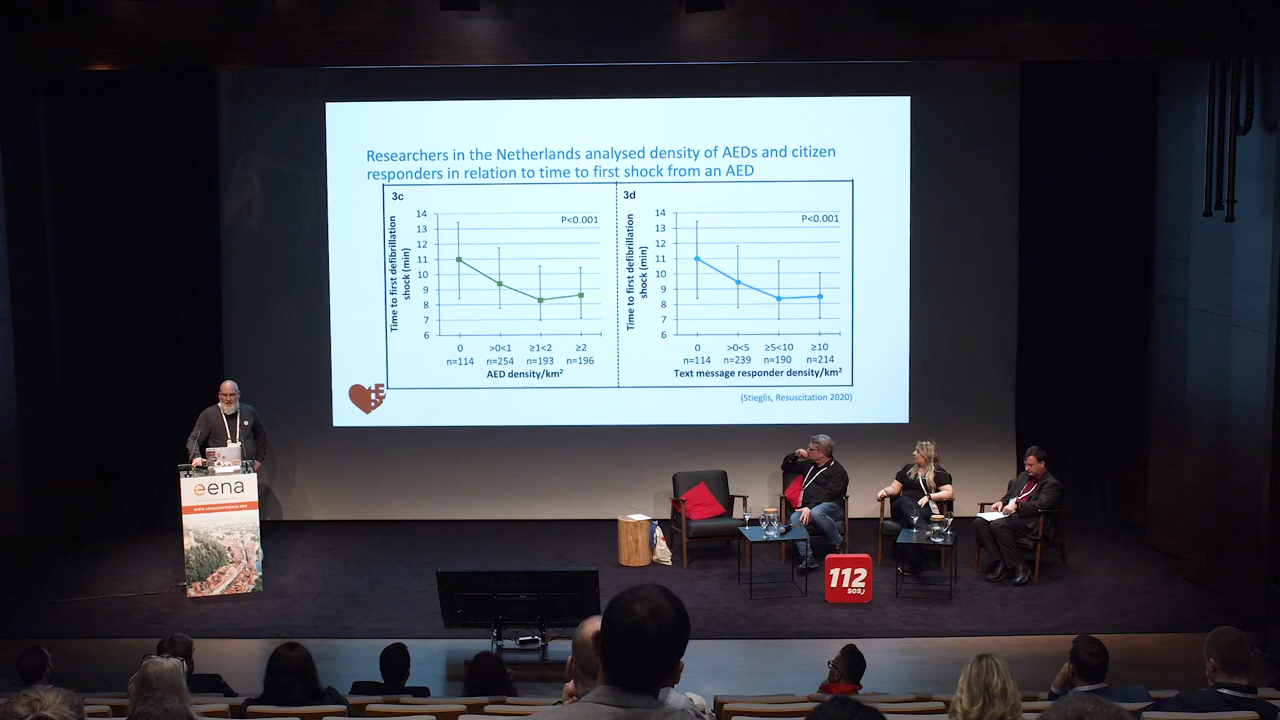 Researchers in the Netherlands analysed density of AEDs and citizen
responders in relation to time to first shock from an AED
3c
Time to first defibrillation
shock (min)
14
13
12
11
10
9
8
7
6
P<0.001
0
>0<1
≥1<2
≥2
n=114
n=254
n=193
n=196
AED density/km²
3d
Time to first defibrillation
shock (min)
14
13
12
11
10
9
8
7
6
P<0.001
0
>0<5
≥5<10
≥10
n=114
n=239
n=190
n=214
Text message responder density/km²
(Stieglis, Resuscitation 2020)
eena
112
SOS